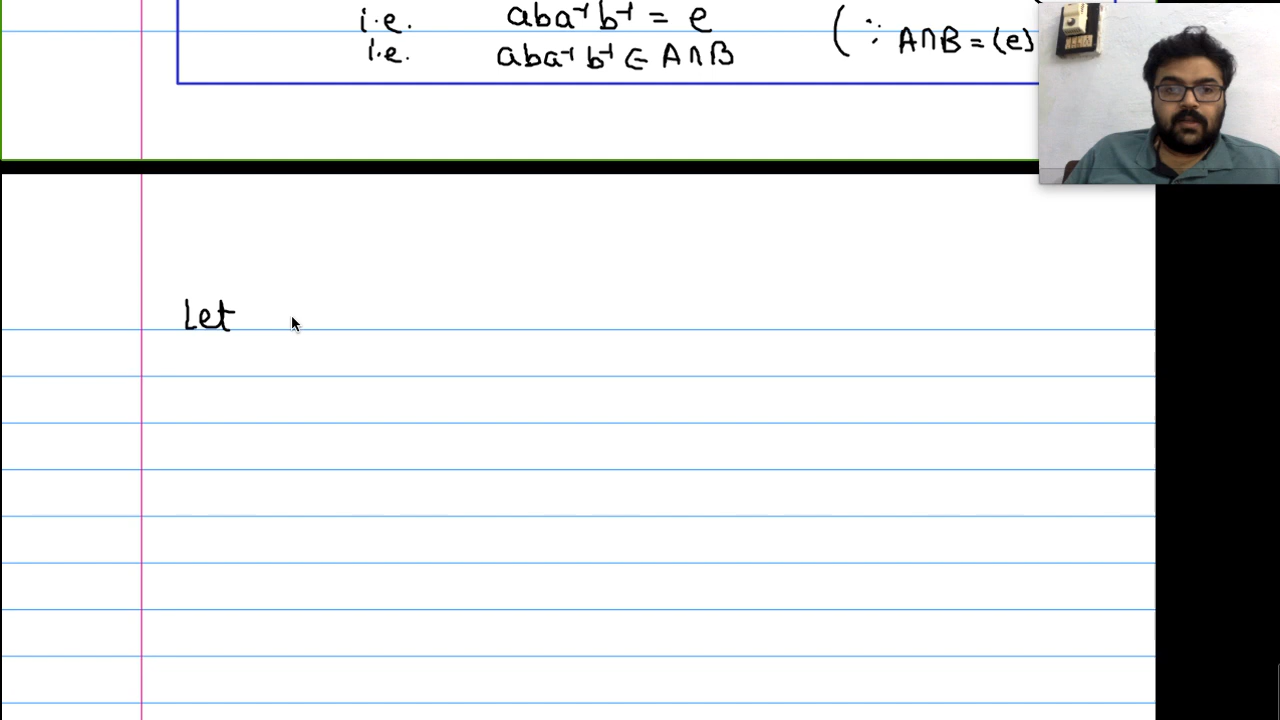 i.e. aba⁻¹b⁻¹ = e
i.e. aba⁻¹b⁻¹ ∈ A∩B (∵ A∩B = (e)
Let